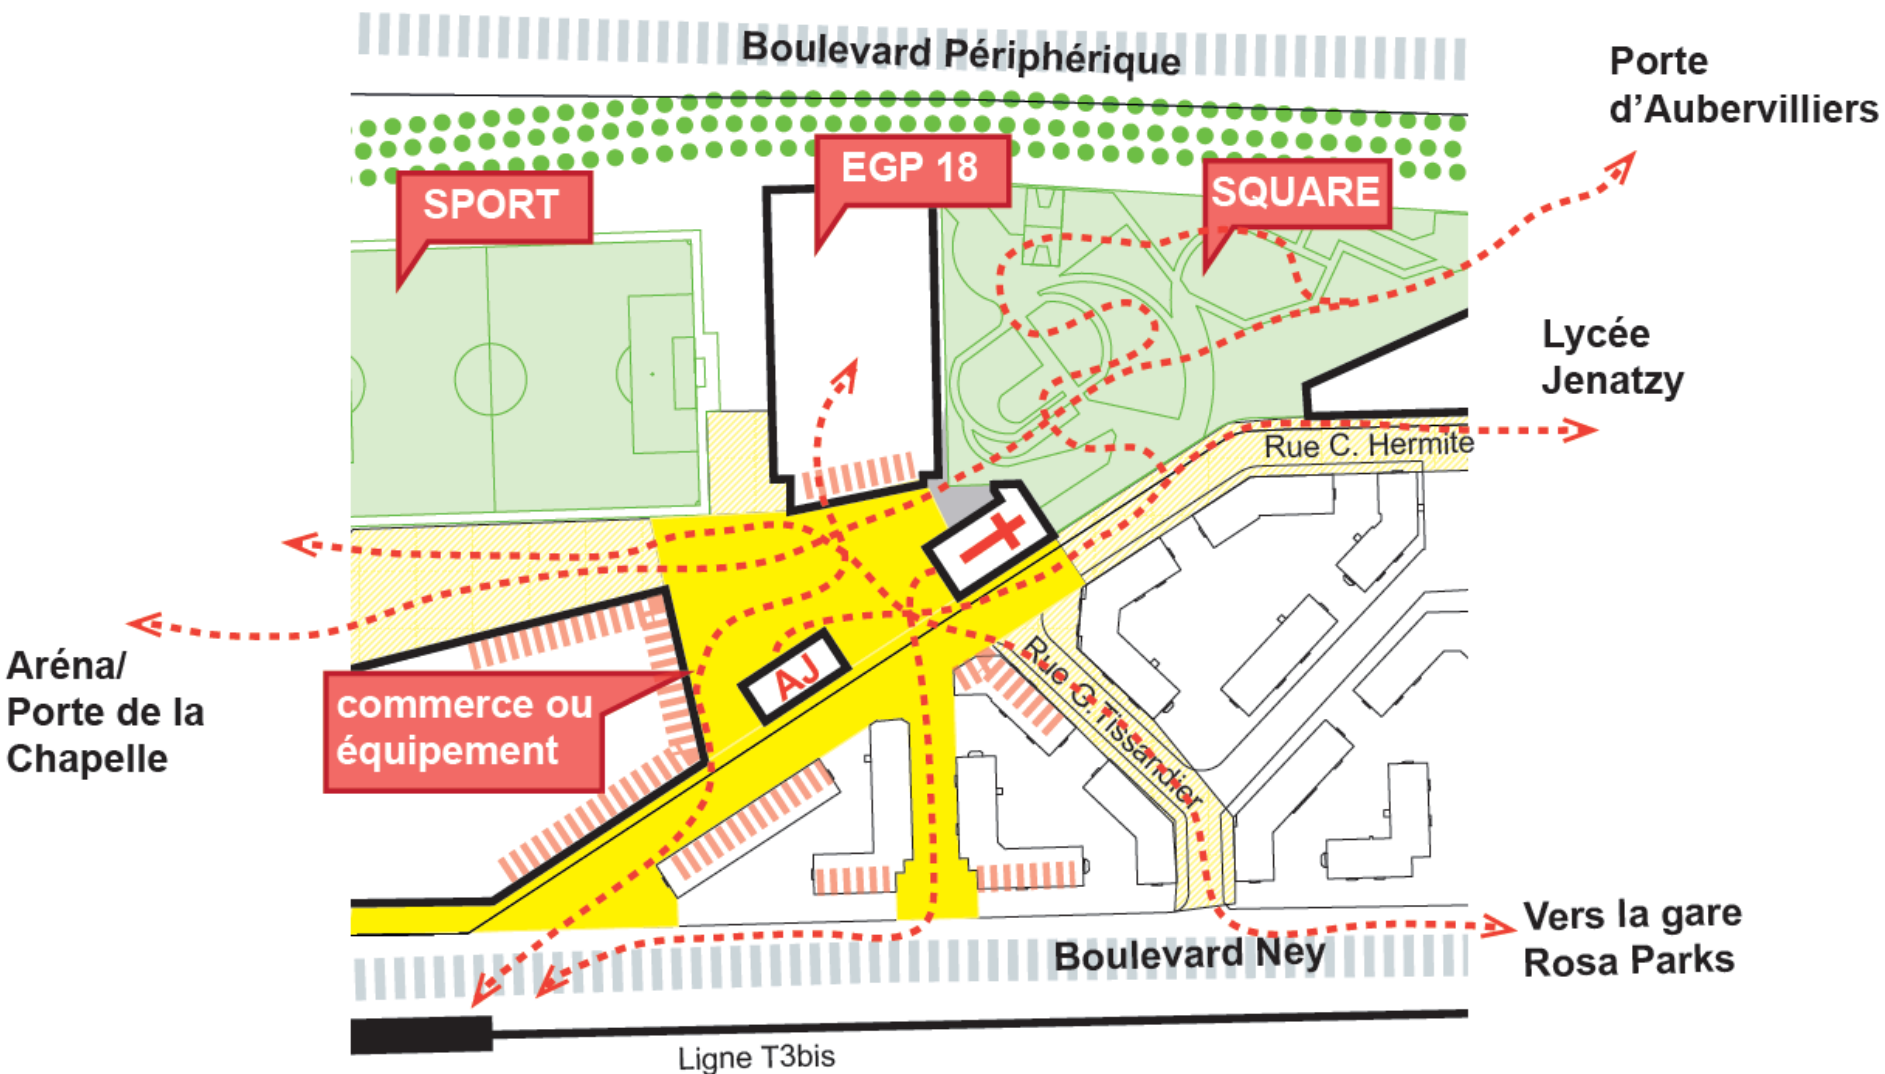 Boulevard Périphérique
Porte
d’Aubervilliers
EGP 18
SPORT
SQUARE
Lycée
Jenatzy
Rue C. Hermite
Aréna/
Porte de la
Chapelle
AJ
commerce ou
équipement
Rue G.Tissandier
Vers la gare
Rosa Parks
Boulevard Ney
Ligne T3bis